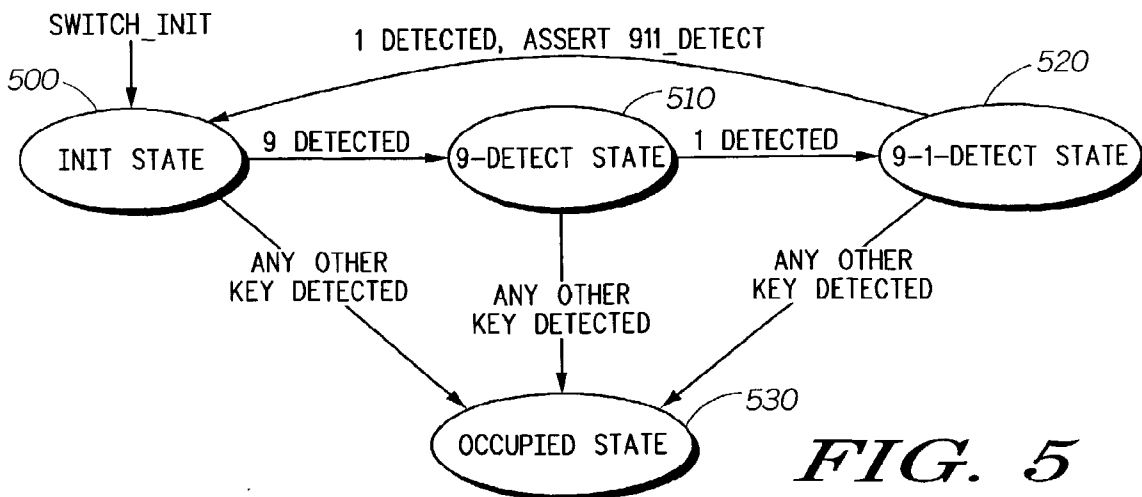 SWITCH_INIT
1 DETECTED, ASSERT 911_DETECT
500
510
520
INIT STATE
9 DETECTED
9-DETECT STATE
1 DETECTED
9-1-DETECT STATE
ANY OTHER
KEY DETECTED
ANY OTHER
KEY DETECTED
ANY OTHER
KEY DETECTED
530
OCCUPIED STATE
FIG. 5